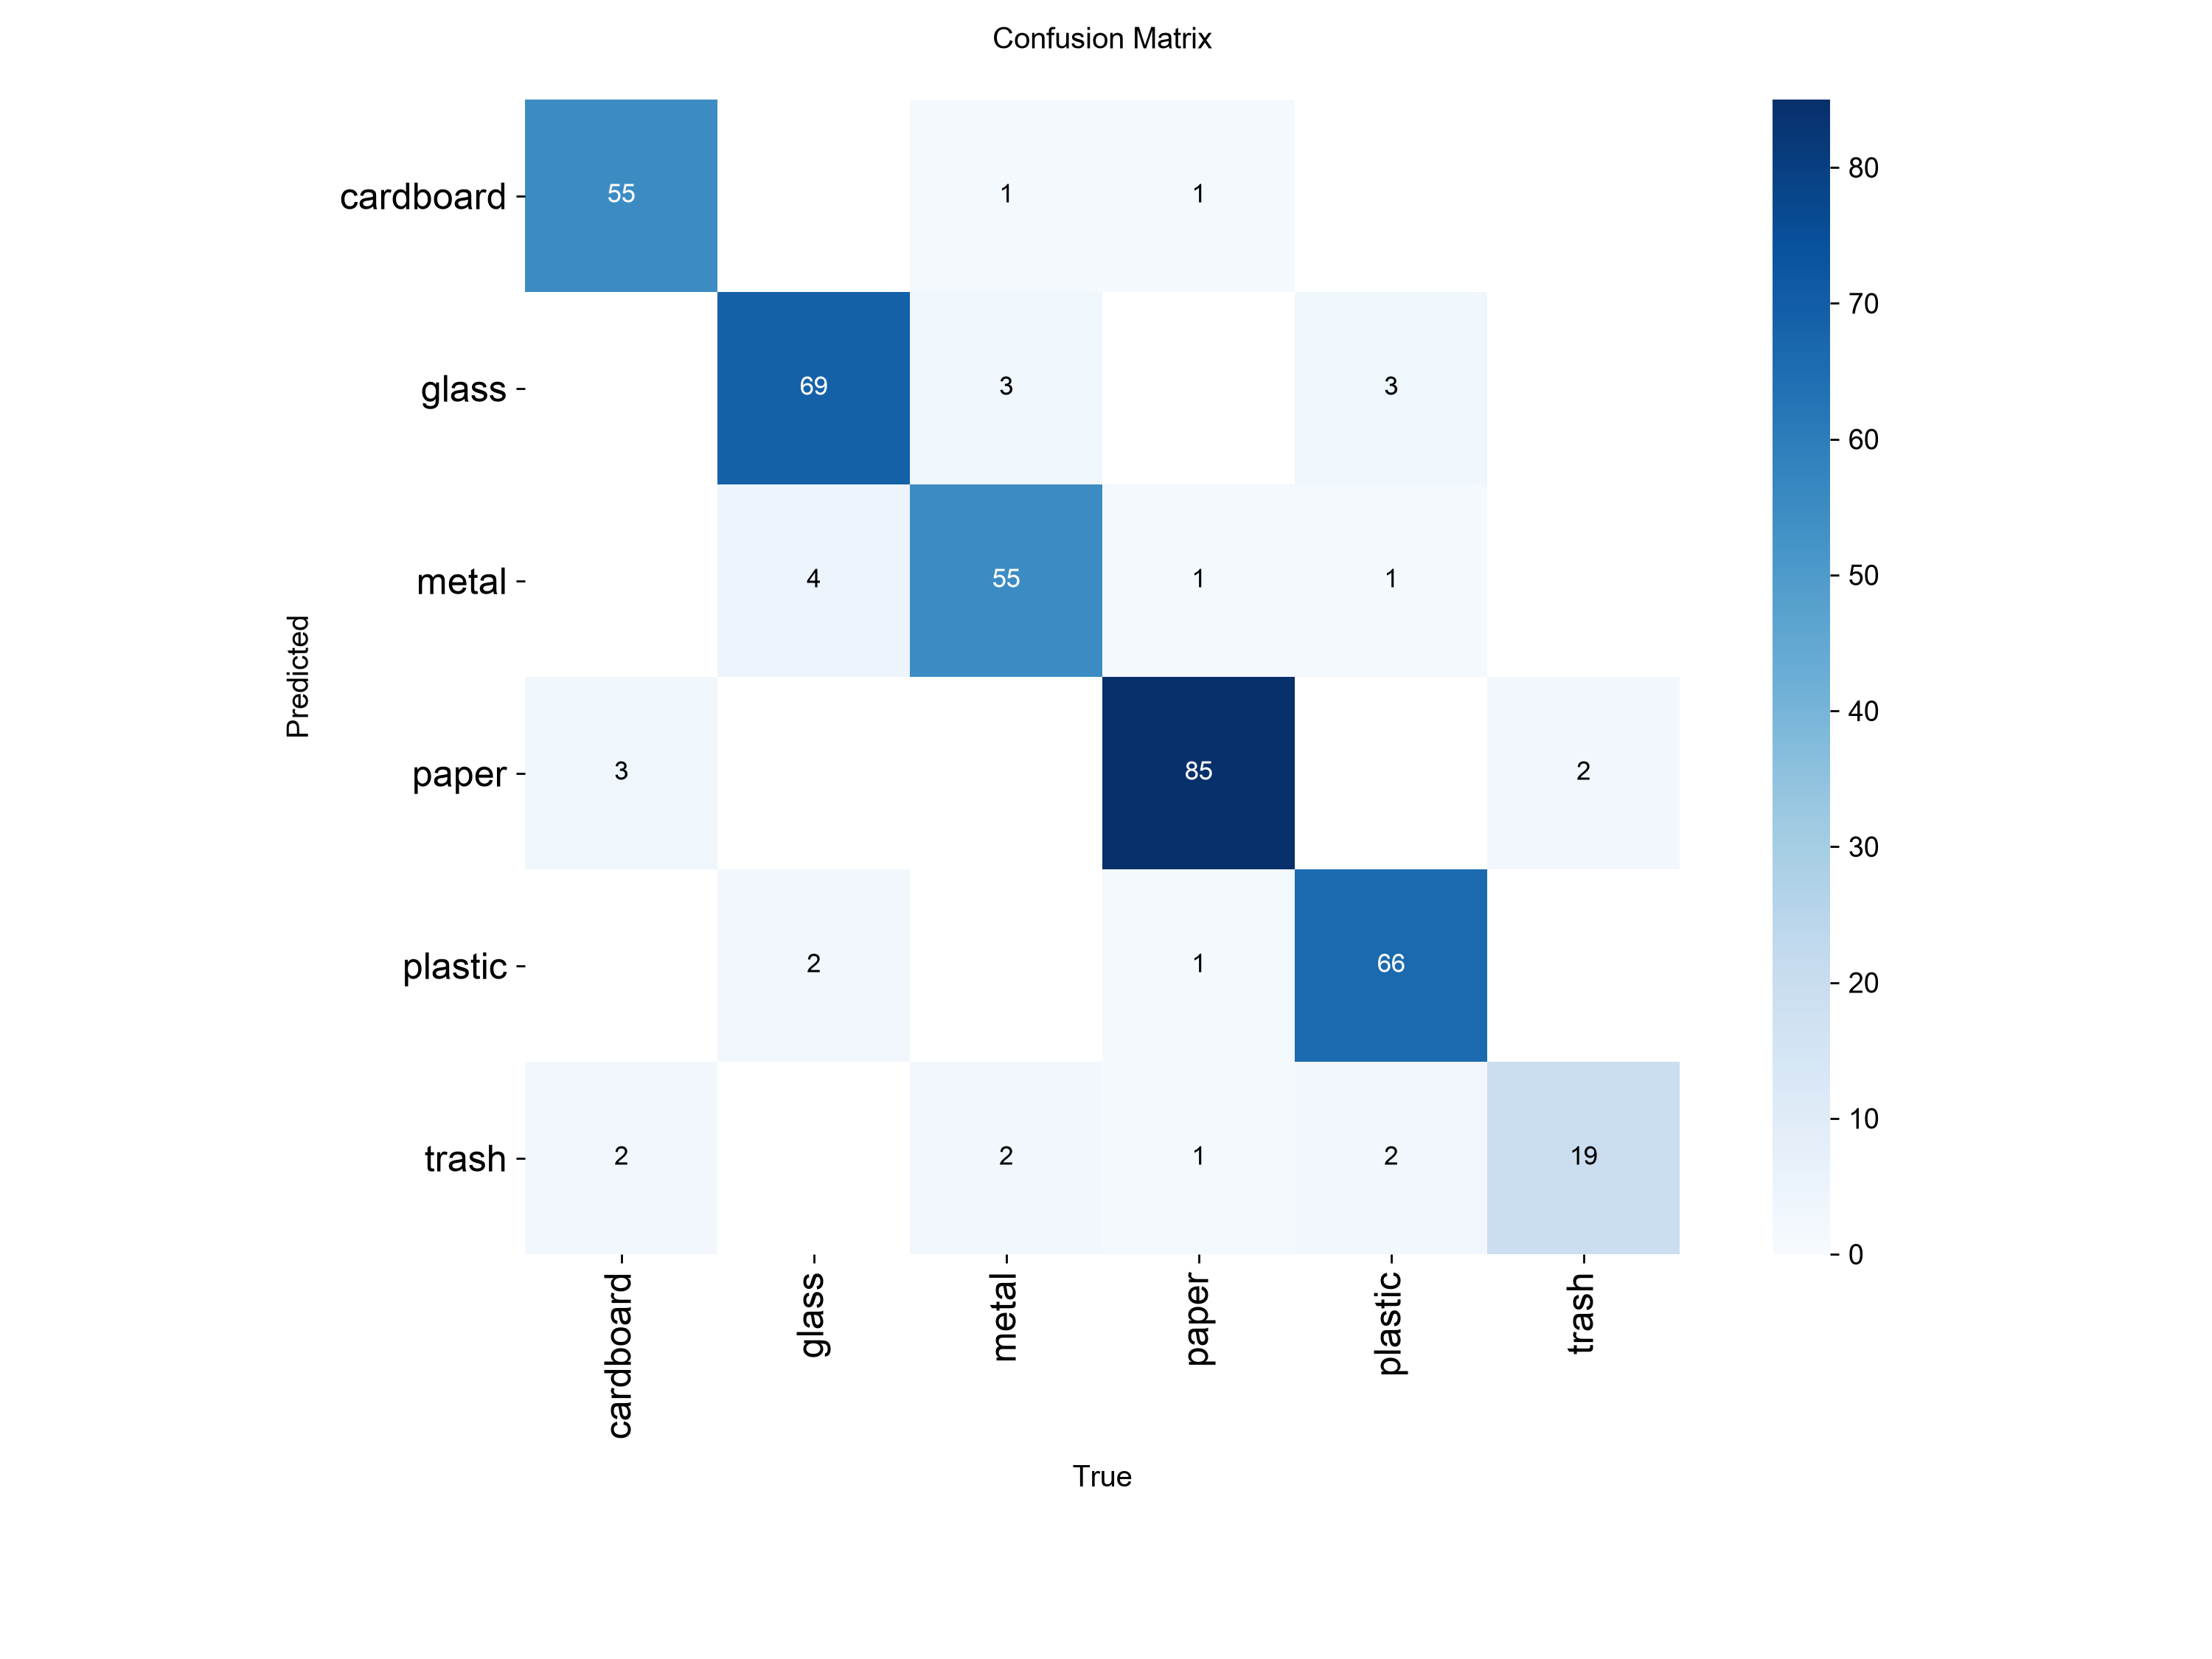 Confusion Matrix
cardboard 55 1 1
glass 69 3 3
metal 4 55 1 1
paper 3 85 2
plastic 2 1 66
trash 2 2 1 2 19
Predicted
cardboard glass metal paper plastic trash
True
80
70
60
50
40
30
20
10
0